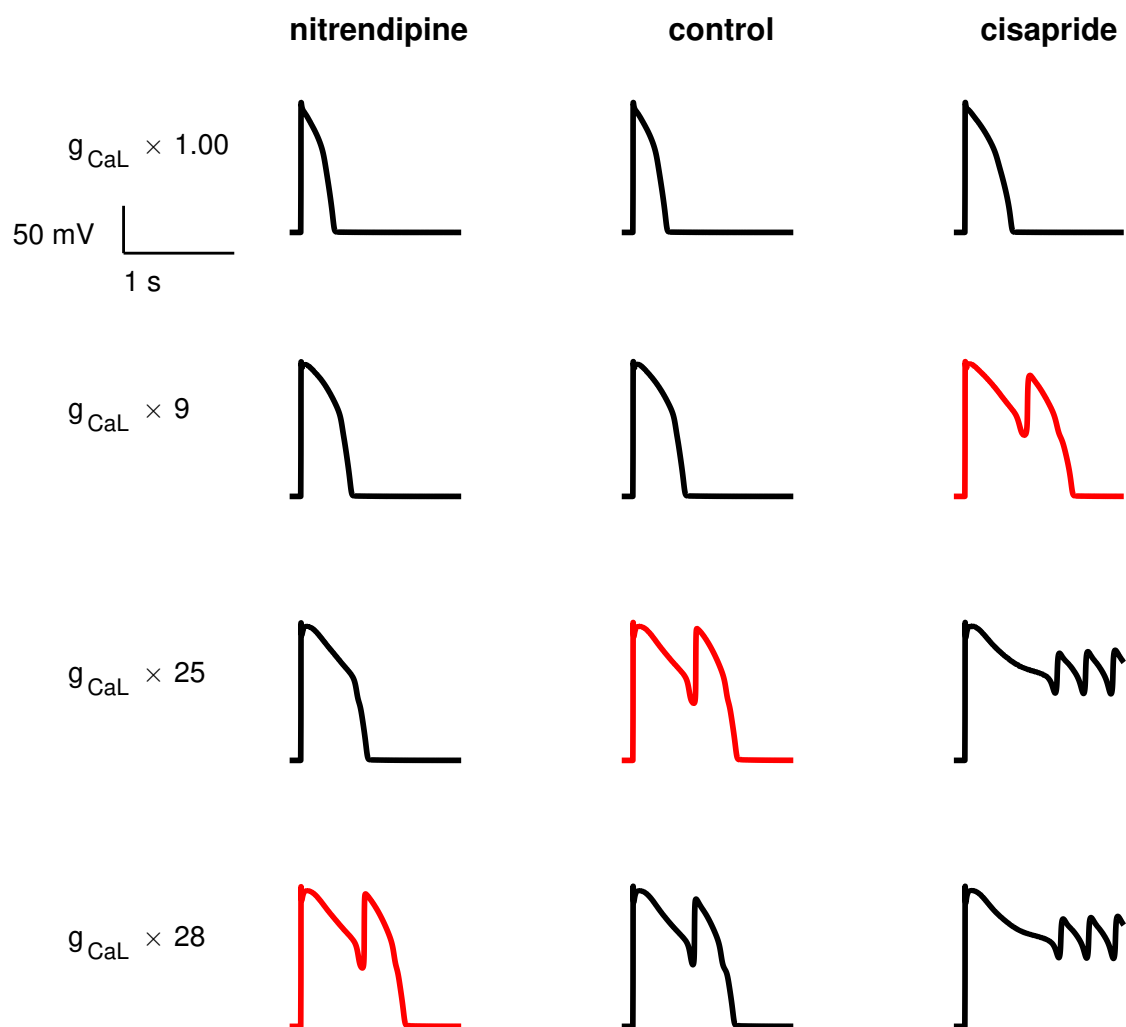 nitrendipine control cisapride
g CaL × 1.00
50 mV
1 s
g CaL × 9
g CaL × 25
g CaL × 28